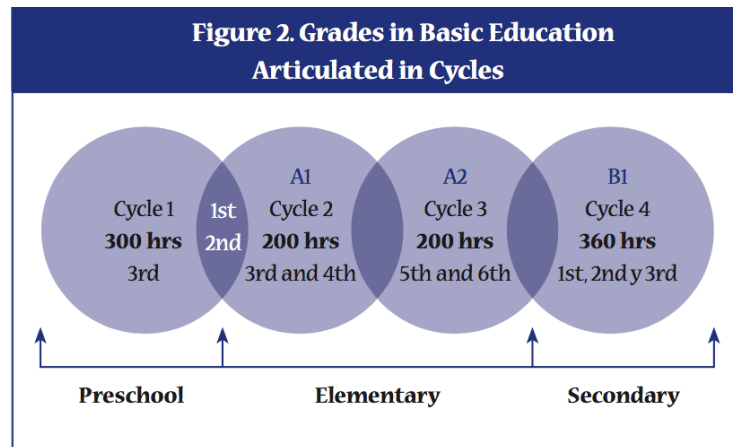 Figure 2. Grades in Basic Education
Articulated in Cycles
Cycle 1
300 hrs
3rd
1st
2nd
A1
Cycle 2
200 hrs
3rd and 4th
A2
Cycle 3
200 hrs
5th and 6th
B1
Cycle 4
360 hrs
1st, 2nd y 3rd
Preschool
Elementary
Secondary